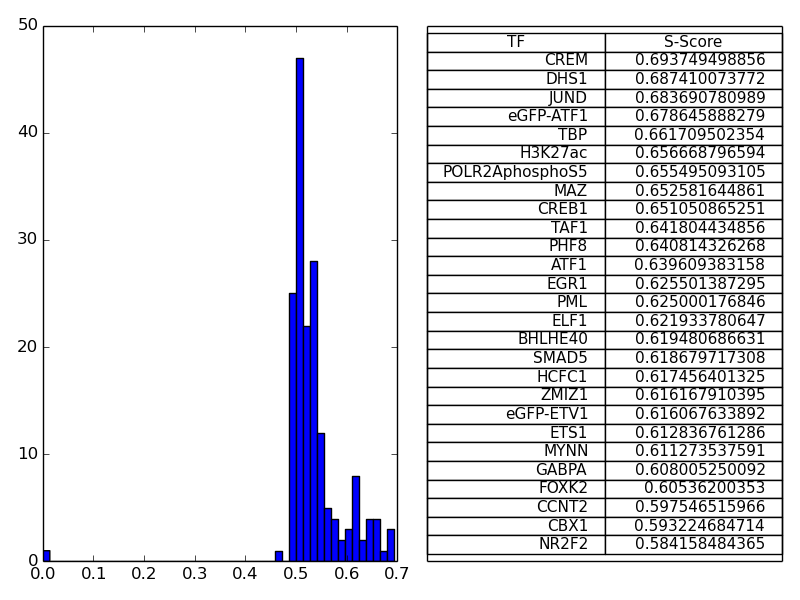 50
40
30
20
10
0
0.0 0.1 0.2 0.3 0.4 0.5 0.6 0.7
TF S-Score
CREM 0.693749498856
DHS1 0.687410073772
JUND 0.683690780989
eGFP-ATF1 0.678645888279
TBP 0.661709502354
H3K27ac 0.656668796594
POLR2AphosphoS5 0.655495093105
MAZ 0.652581644861
CREB1 0.651050865251
TAF1 0.641804434856
PHF8 0.640814326268
ATF1 0.639609383158
EGR1 0.625501387295
PML 0.625000176846
ELF1 0.621933780647
BHLHE40 0.619480686631
SMAD5 0.618679717308
HCFC1 0.617456401325
ZMIZ1 0.616167910395
eGFP-ETV1 0.616067633892
ETS1 0.612836761286
MYNN 0.611273537591
GABPA 0.608005250092
FOXK2 0.60536200353
CCNT2 0.597546515966
CBX1 0.593224684714
NR2F2 0.584158484365